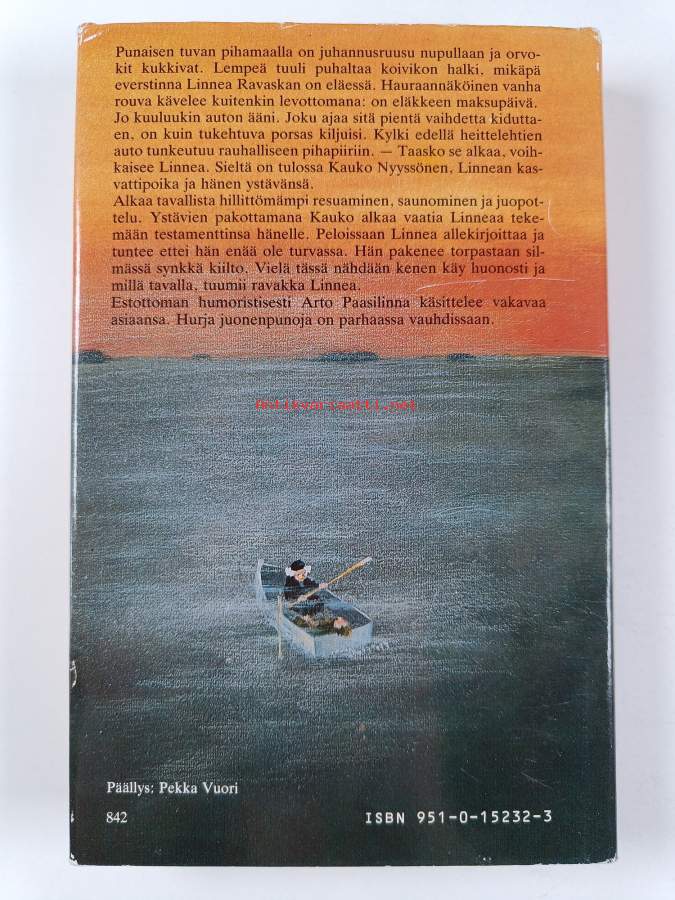 Punaisen tuvan pihamaalla on juhannusruusu nupullaan ja orvo-
kit kukkivat. Lempeä tuuli puhaltaa koivikon halki, mikäpä
everstinna Linnea Ravaskan on eläessä. Hauraannäköinen vanha
rouva kävelee kuitenkin levottomana: on eläkkeen maksupäivä.
Jo kuuluukin auton ääni. Joku ajaa sitä pientä vaihdetta kidutta-
en, on kuin tukehtuva porsas kiljuisi. Kylki edellä heittelehtien
auto tunkeutuu rauhalliseen pihapiiriin. — Taasko se alkaa, voih-
kaisee Linnea. Sieltä on tulossa Kauko Nyyssönen, Linnean kas-
vattipoika ja hänen ystävänsä.
Alkaa tavallista hillittömämpi resuaminen, saunominen ja juopot-
telu. Ystävien pakottamana Kauko alkaa vaatia Linneaa teke-
mään testamenttinsa hänelle. Peloissaan Linnea allekirjoittaa ja
tuntee ettei hän enää ole turvassa. Hän pakenee torpastaan sil-
mässä synkkä kiilto. Vielä tässä nähdään kenen käy huonosti ja
millä tavalla, tuumii ravakka Linnea.
Estottoman humoristisesti Arto Paasilinna käsittelee vakavaa
asiaansa. Hurja juonenpunoja on parhaassa vauhdissaan.
Antikvariaatti.net
Päällys: Pekka Vuori
842
ISBN 951-0-15232-3